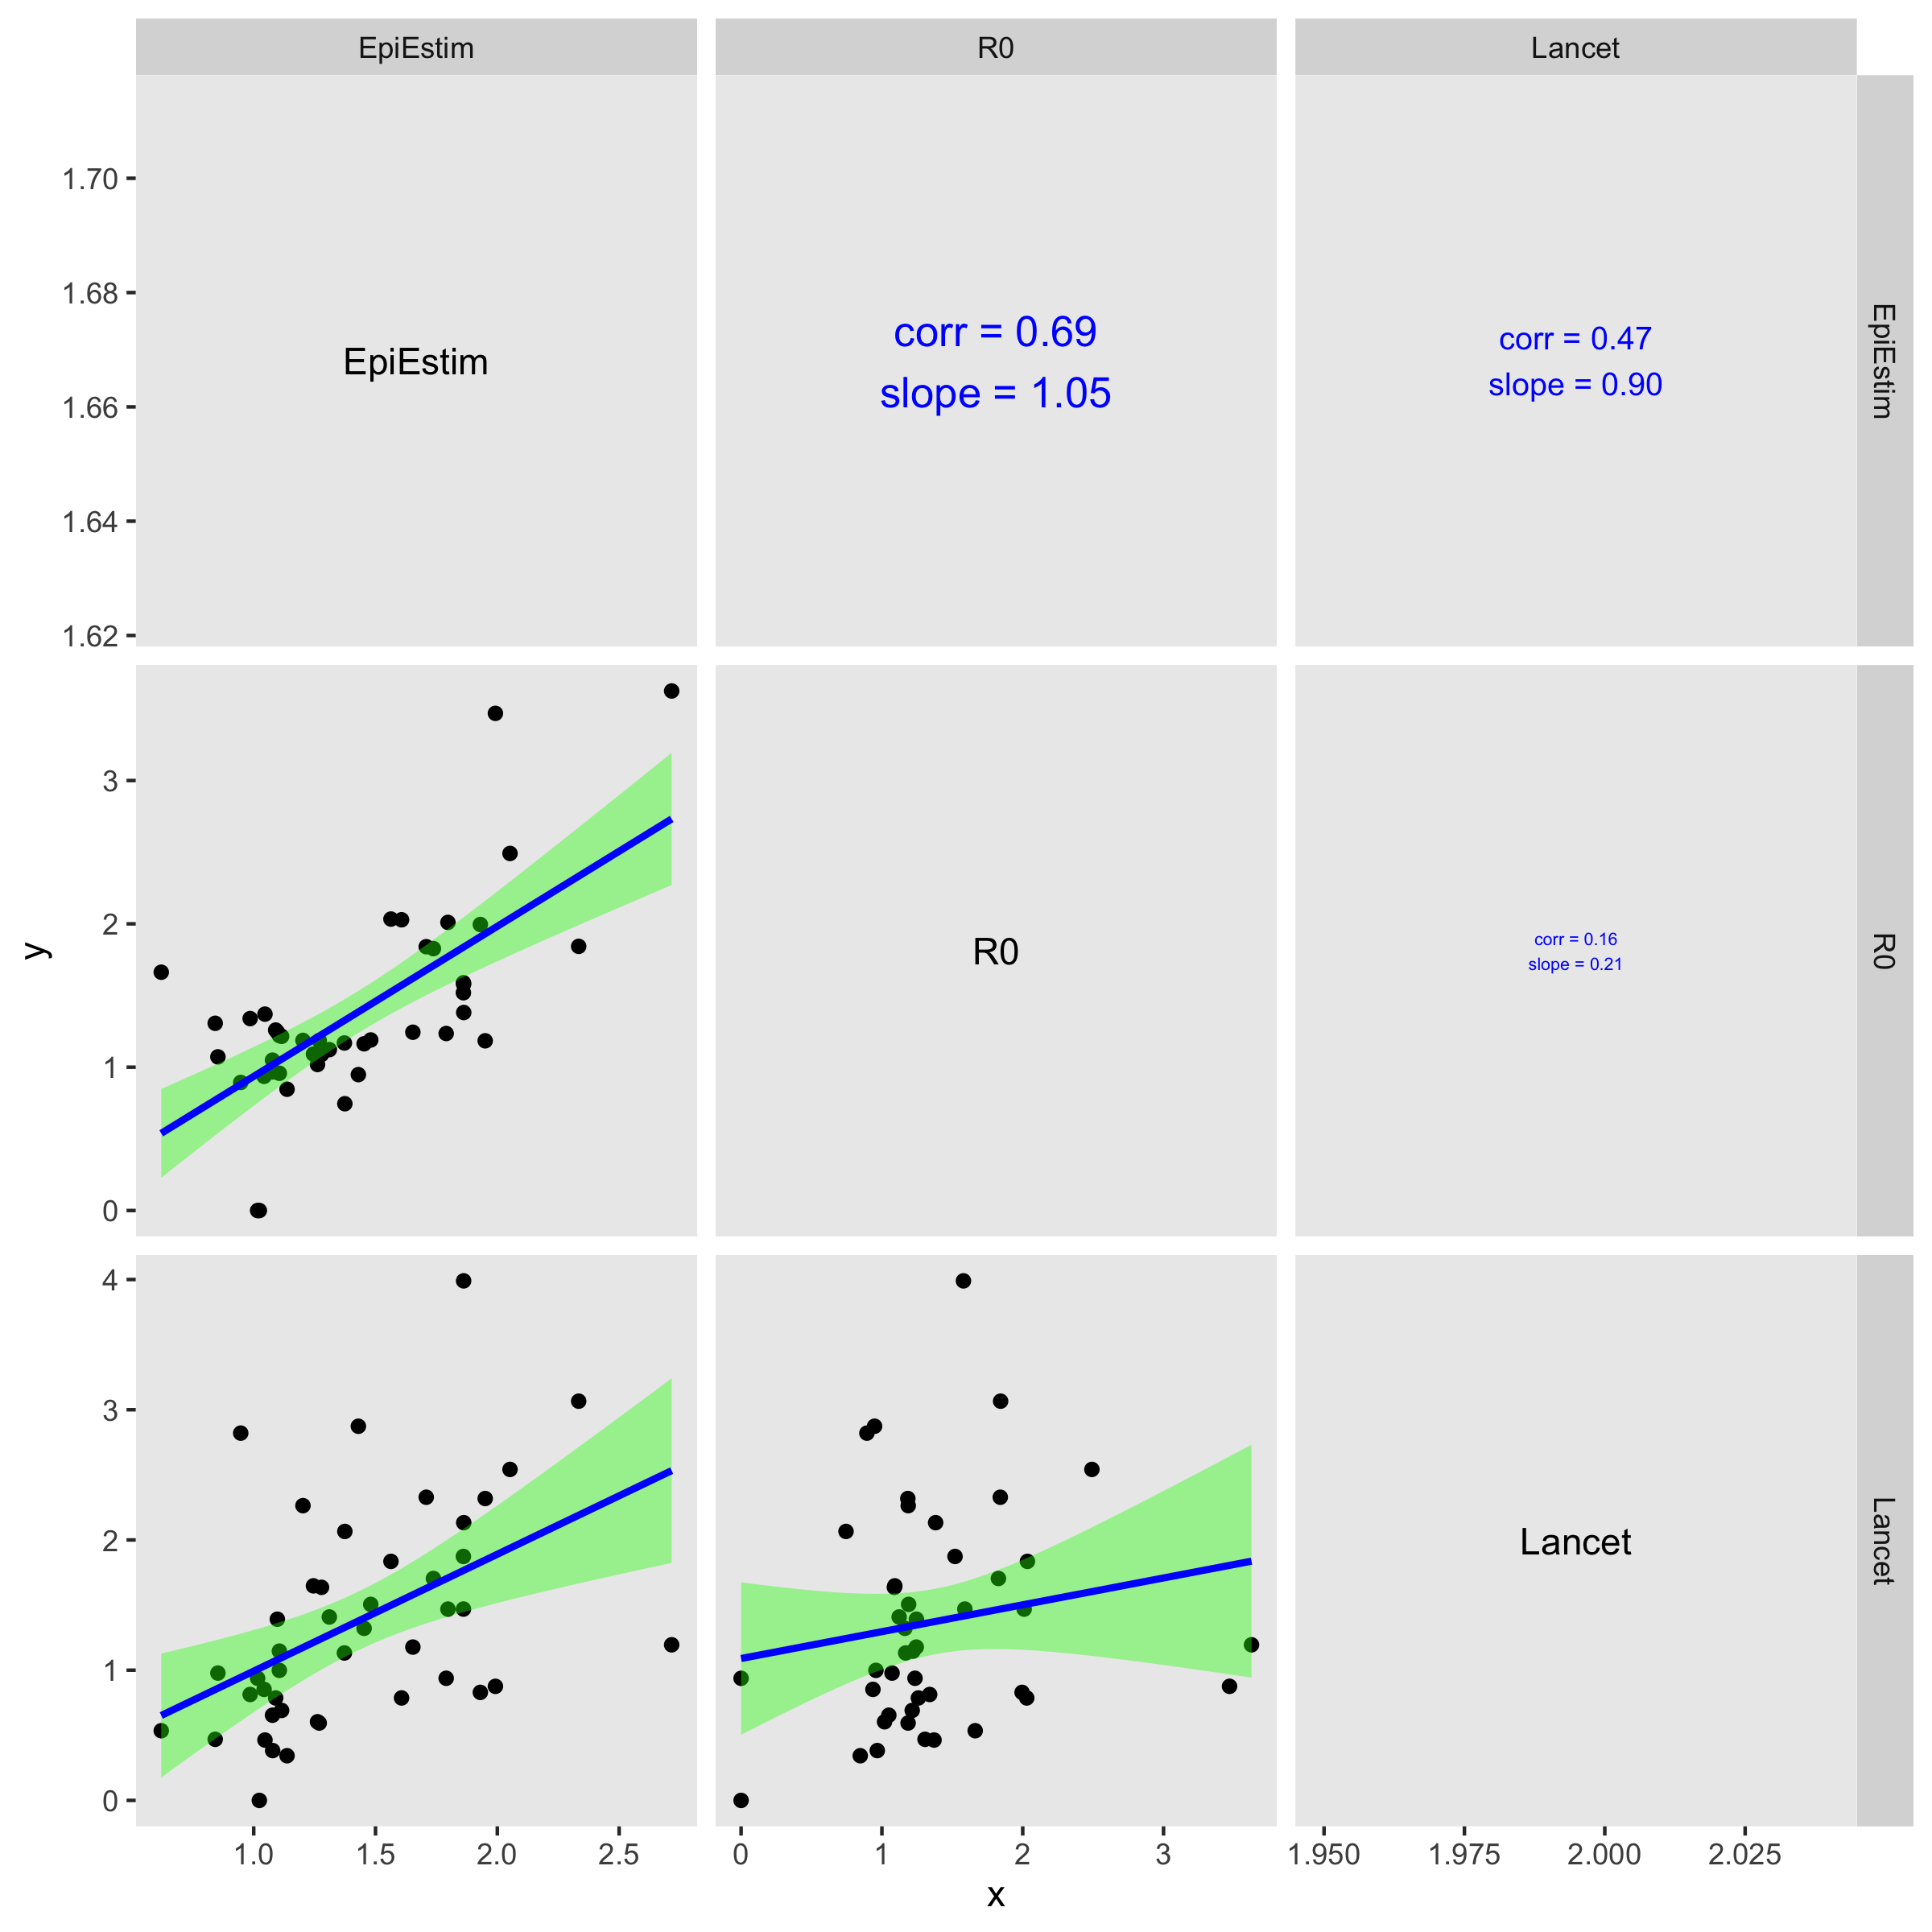 EpiEstim
R0
Lancet
1.70
1.68
1.66
1.64
1.62
EpiEstim
corr = 0.69
slope = 1.05
corr = 0.47
slope = 0.90
EpiEstim
3
2
1
0
R0
corr = 0.16
slope = 0.21
R0
y
4
3
2
1
0
Lancet
Lancet
1.0 1.5 2.0 2.5
0 1 2 3
1.950 1.975 2.000 2.025
x